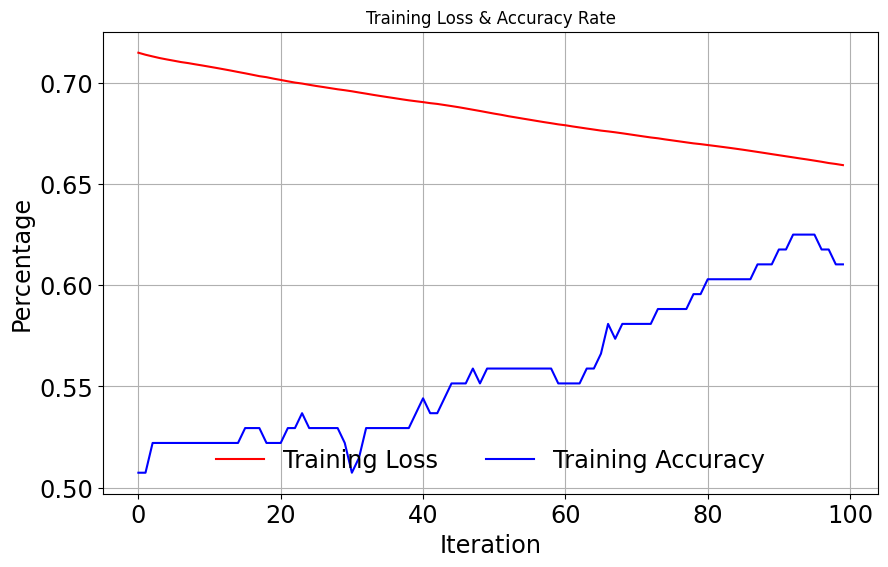 Training Loss & Accuracy Rate
0.70
0.65
0.60
0.55
0.50
Percentage
Training Loss Training Accuracy
0 20 40 60 80 100
Iteration